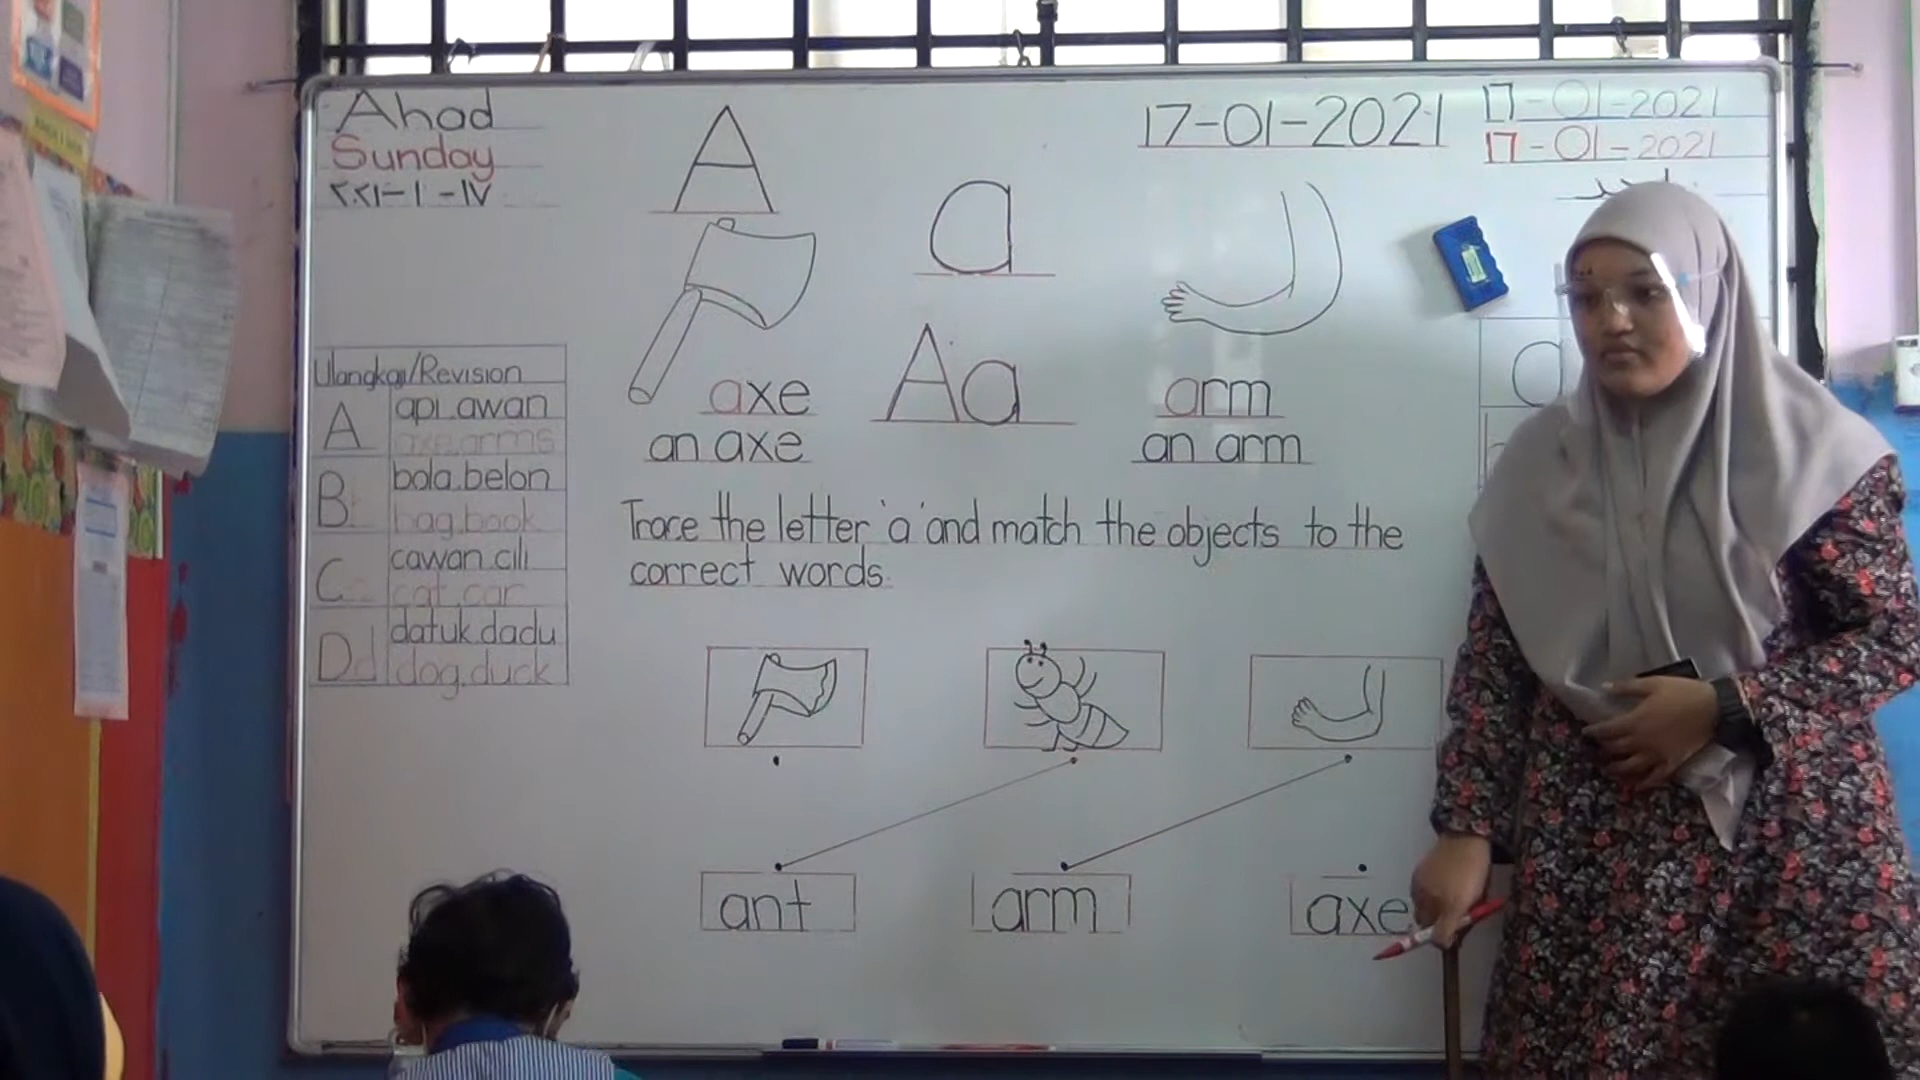 Ahad
Sunday
٢٠٢١-١-١٧
A
a
Aa
17-01-2021
17-01-2021
17-01-2021
axe
an axe
arm
an arm
Ulangkaji/Revision
A
api.awan
axe.arms
B
bola.belon
bag.book
C
cawan.cili
cat.car
Dd
datuk.dadu
dog.duck
Trace the letter 'a' and match the objects to the
correct words.
ant
arm
axe